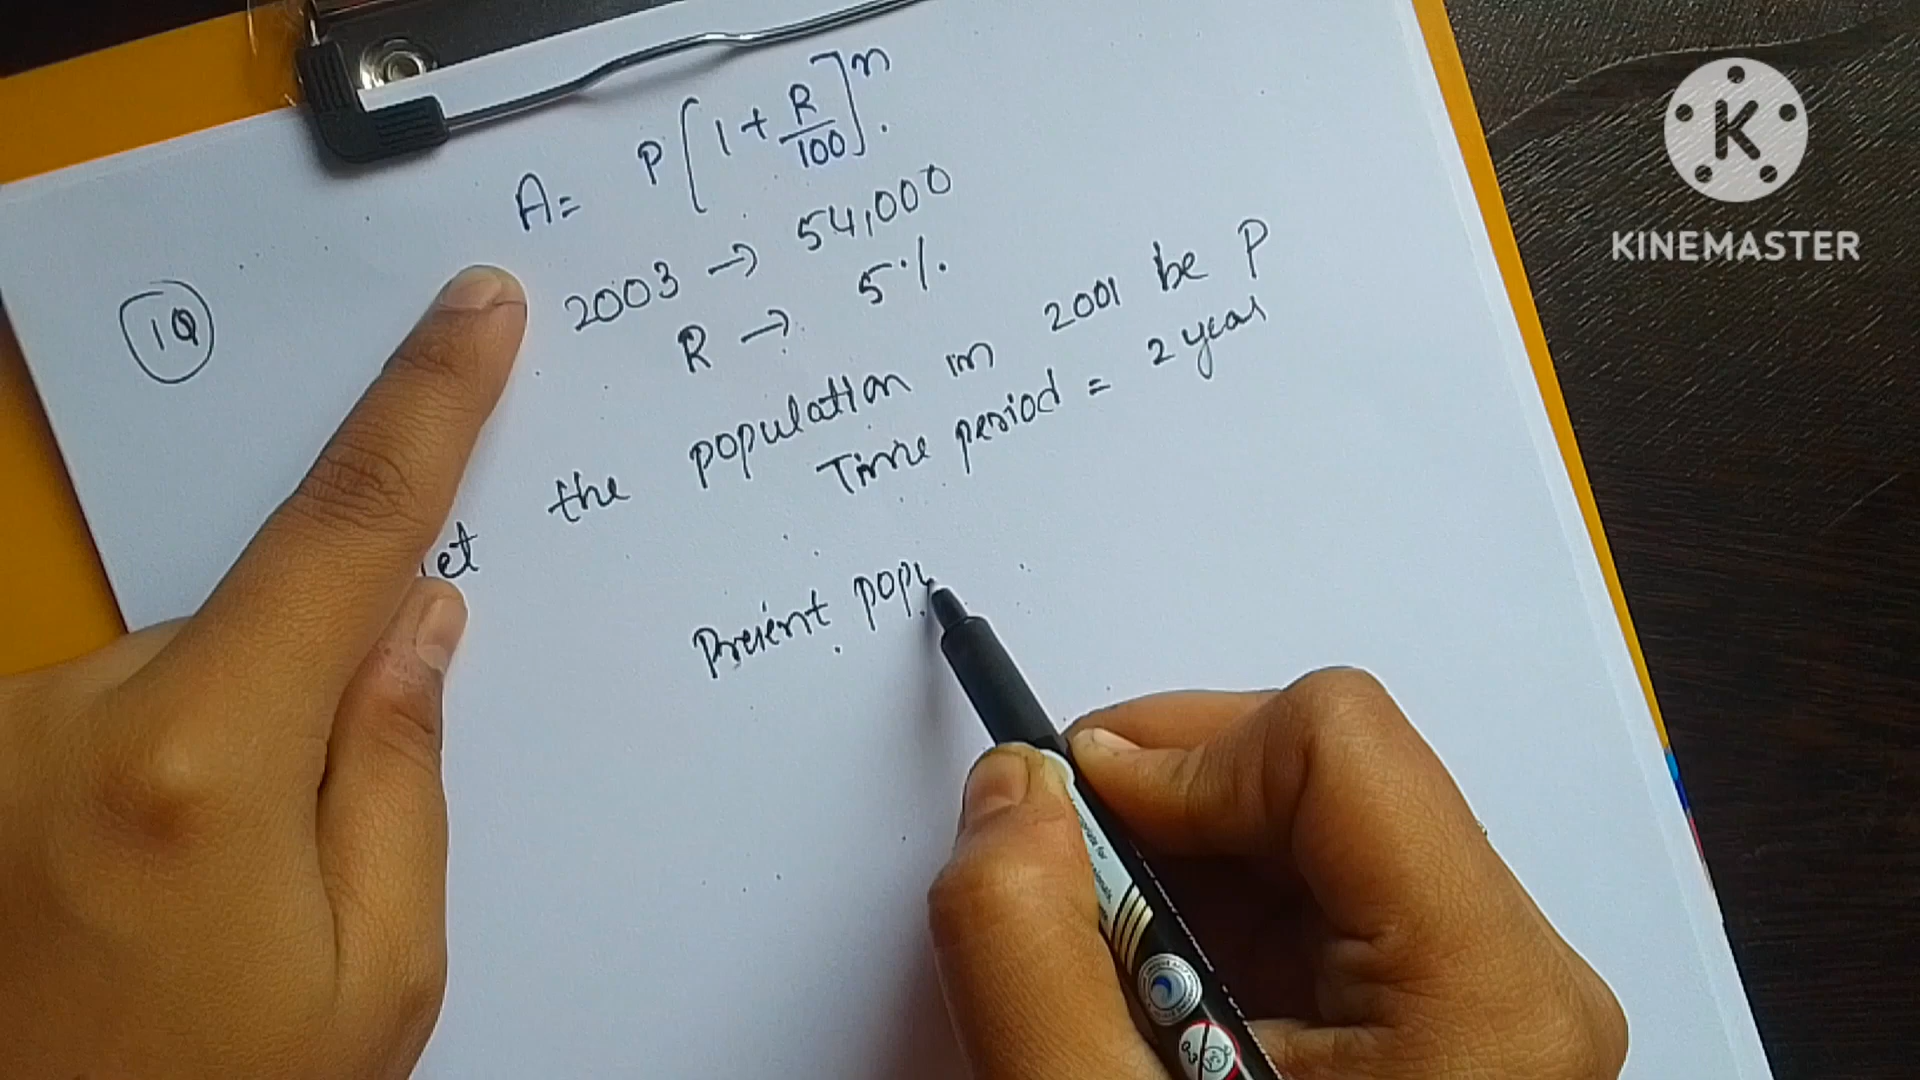 A = P[1 + R/100]^n.
2003 → 54,000
R → 5%.
1Q
let the population in 2001 be P
Time period = 2 year
Present popu
K
KINEMASTER